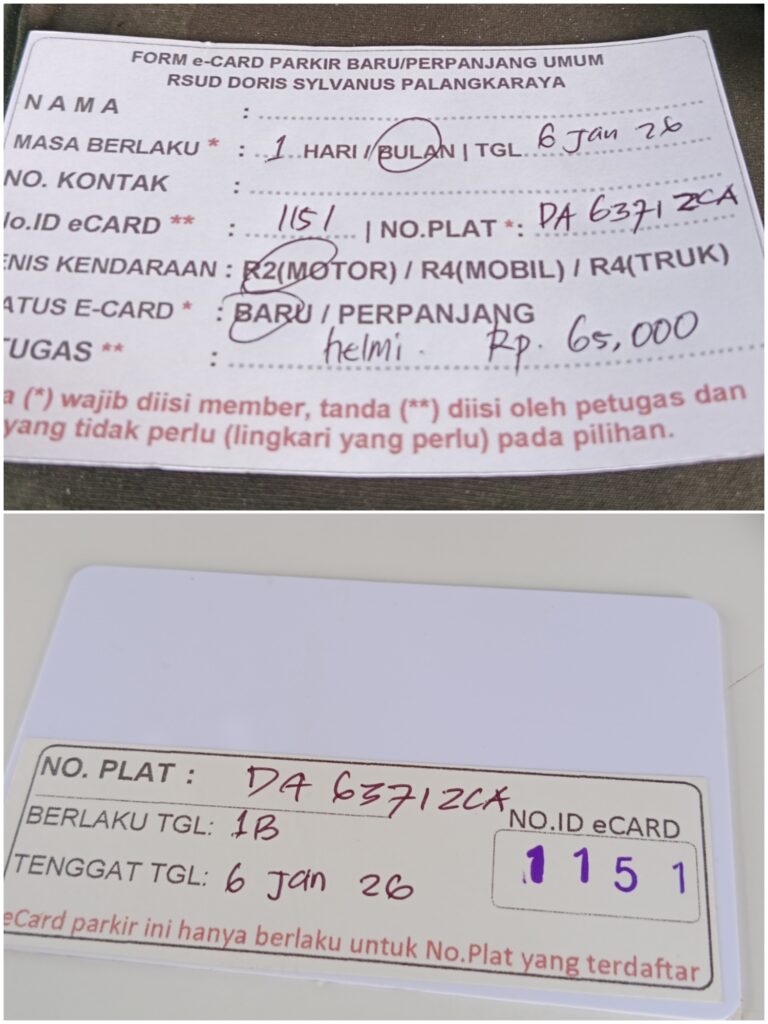 FORM e-CARD PARKIR BARU/PERPANJANG UMUM
RSUD DORIS SYLVANUS PALANGKARAYA
NAMA :
MASA BERLAKU * : 1 HARI / BULAN | TGL 6 Jan 26
NO. KONTAK :
No.ID eCARD ** : 1151 | NO.PLAT *: DA 6371 ZCA
ENIS KENDARAAN : R2(MOTOR) / R4(MOBIL) / R4(TRUK)
ATUS E-CARD * : BARU / PERPANJANG
TUGAS ** : helmi. Rp. 65,000
a (*) wajib diisi member, tanda (**) diisi oleh petugas dan
yang tidak perlu (lingkari yang perlu) pada pilihan.
NO. PLAT : DA 6371 ZCA
BERLAKU TGL: 1B
NO.ID eCARD
1151
TENGGAT TGL: 6 Jan 26
eCard parkir ini hanya berlaku untuk No.Plat yang terdaftar